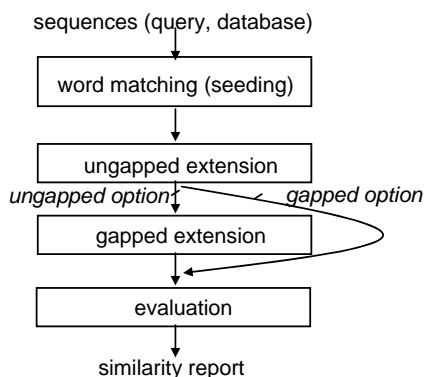 sequences (query, database)
word matching (seeding)
ungapped extension
ungapped option
gapped option
gapped extension
evaluation
similarity report